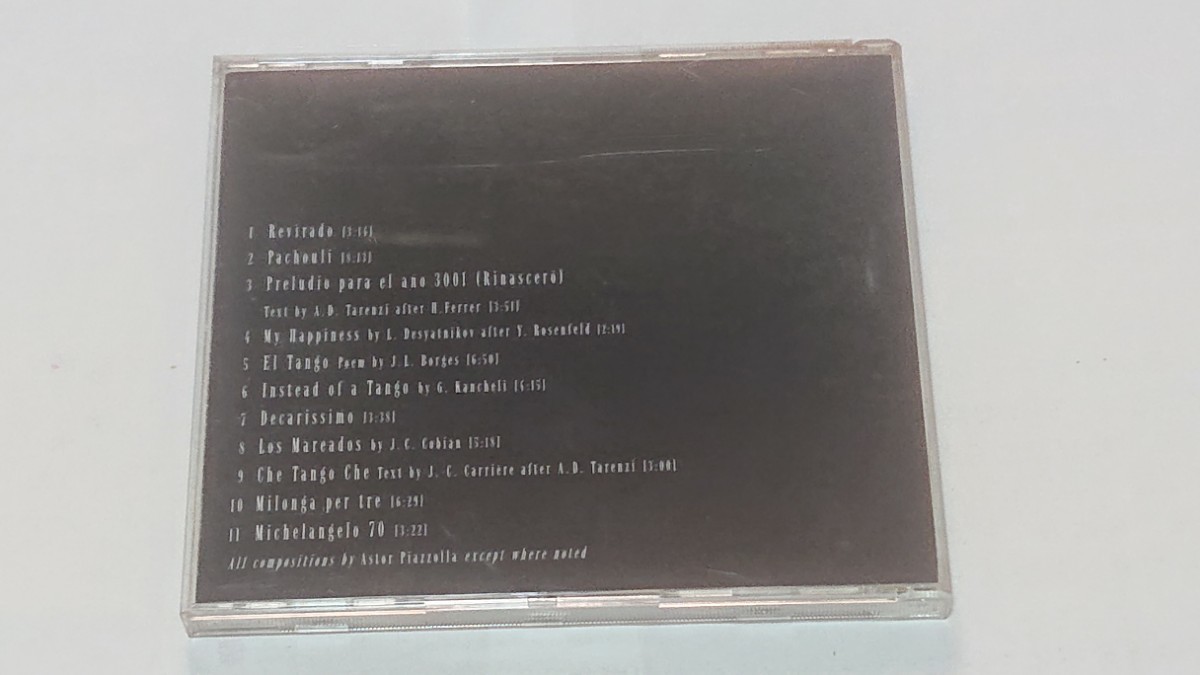 1 Revirado [3:14]
2 Pachouli [6:13]
3 Preludio para el año 3001 (Rinascerò)
Text by A.D. Tarenzi after H.Ferrer [3:51]
4 My Happiness by L. Desyatnikov after Y. Rosenfeld [2:19]
5 El Tango Poem by J.L. Borges [6:50]
6 Instead of a Tango by G. Kancheli [6:15]
7 Decarissimo [3:38]
8 Los Mareados by J.C. Cobian [5:18]
9 Che Tango Che Text by J.-C. Carrière after A.D. Tarenzi [3:00]
10 Milonga per tre [6:29]
11 Michelangelo 70 [3:22]
All compositions by Astor Piazzolla except where noted